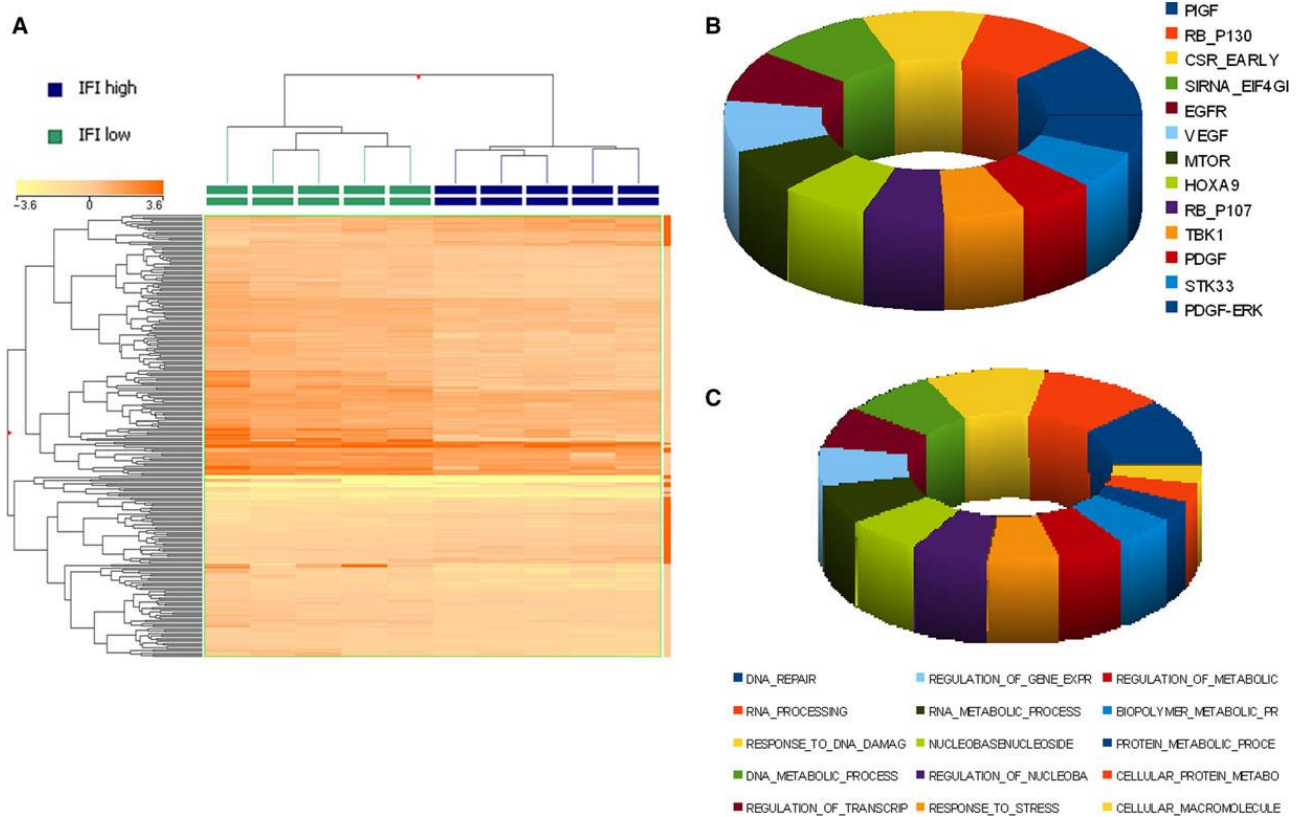 A
IFI high
IFI low
−3.6 0 3.6
B
PIGF
RB_P130
CSR_EARLY
SIRNA_EIF4GI
EGFR
VEGF
MTOR
HOXA9
RB_P107
TBK1
PDGF
STK33
PDGF-ERK
C
DNA_REPAIR REGULATION_OF_GENE_EXPR REGULATION_OF_METABOLIC
RNA_PROCESSING RNA_METABOLIC_PROCESS BIOPOLYMER_METABOLIC_PR
RESPONSE_TO_DNA_DAMAG NUCLEOBASENUCLEOSIDE PROTEIN_METABOLIC_PROCE
DNA_METABOLIC_PROCESS REGULATION_OF_NUCLEOBA CELLULAR_PROTEIN_METABO
REGULATION_OF_TRANSCRIP RESPONSE_TO_STRESS CELLULAR_MACROMOLECULE